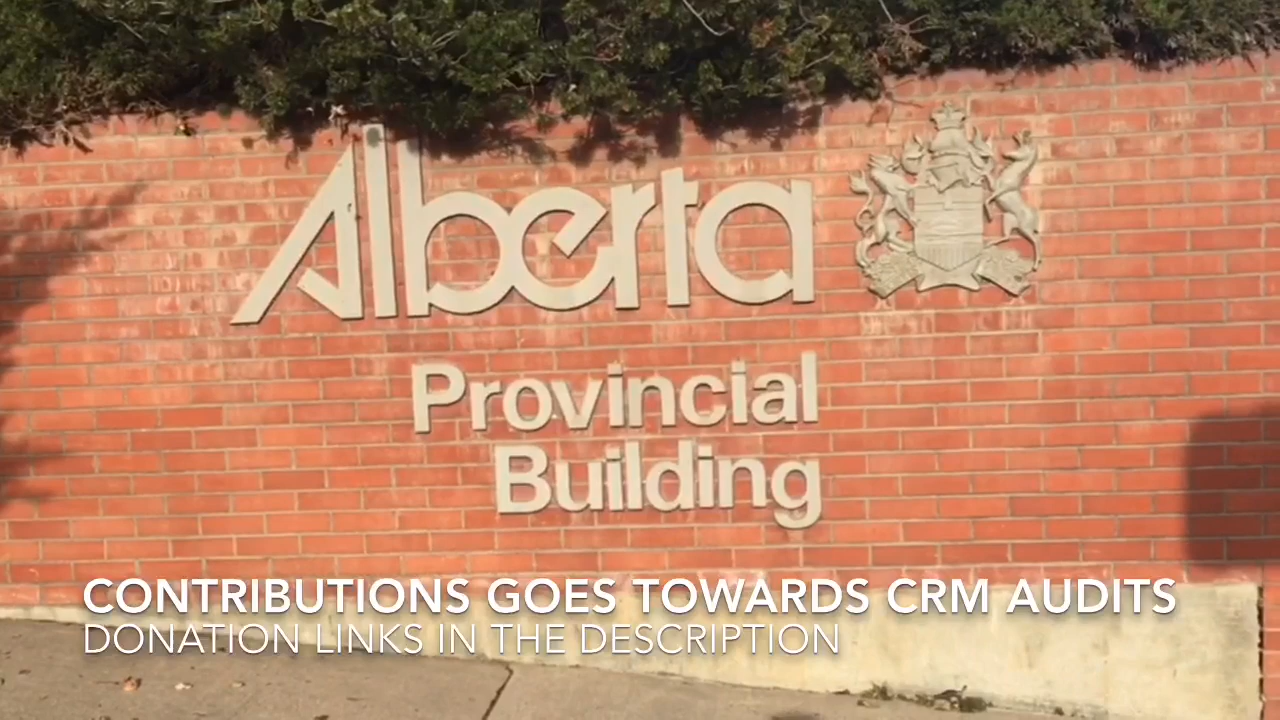 Alberta
Provincial
Building
CONTRIBUTIONS GOES TOWARDS CRM AUDITS
DONATION LINKS IN THE DESCRIPTION